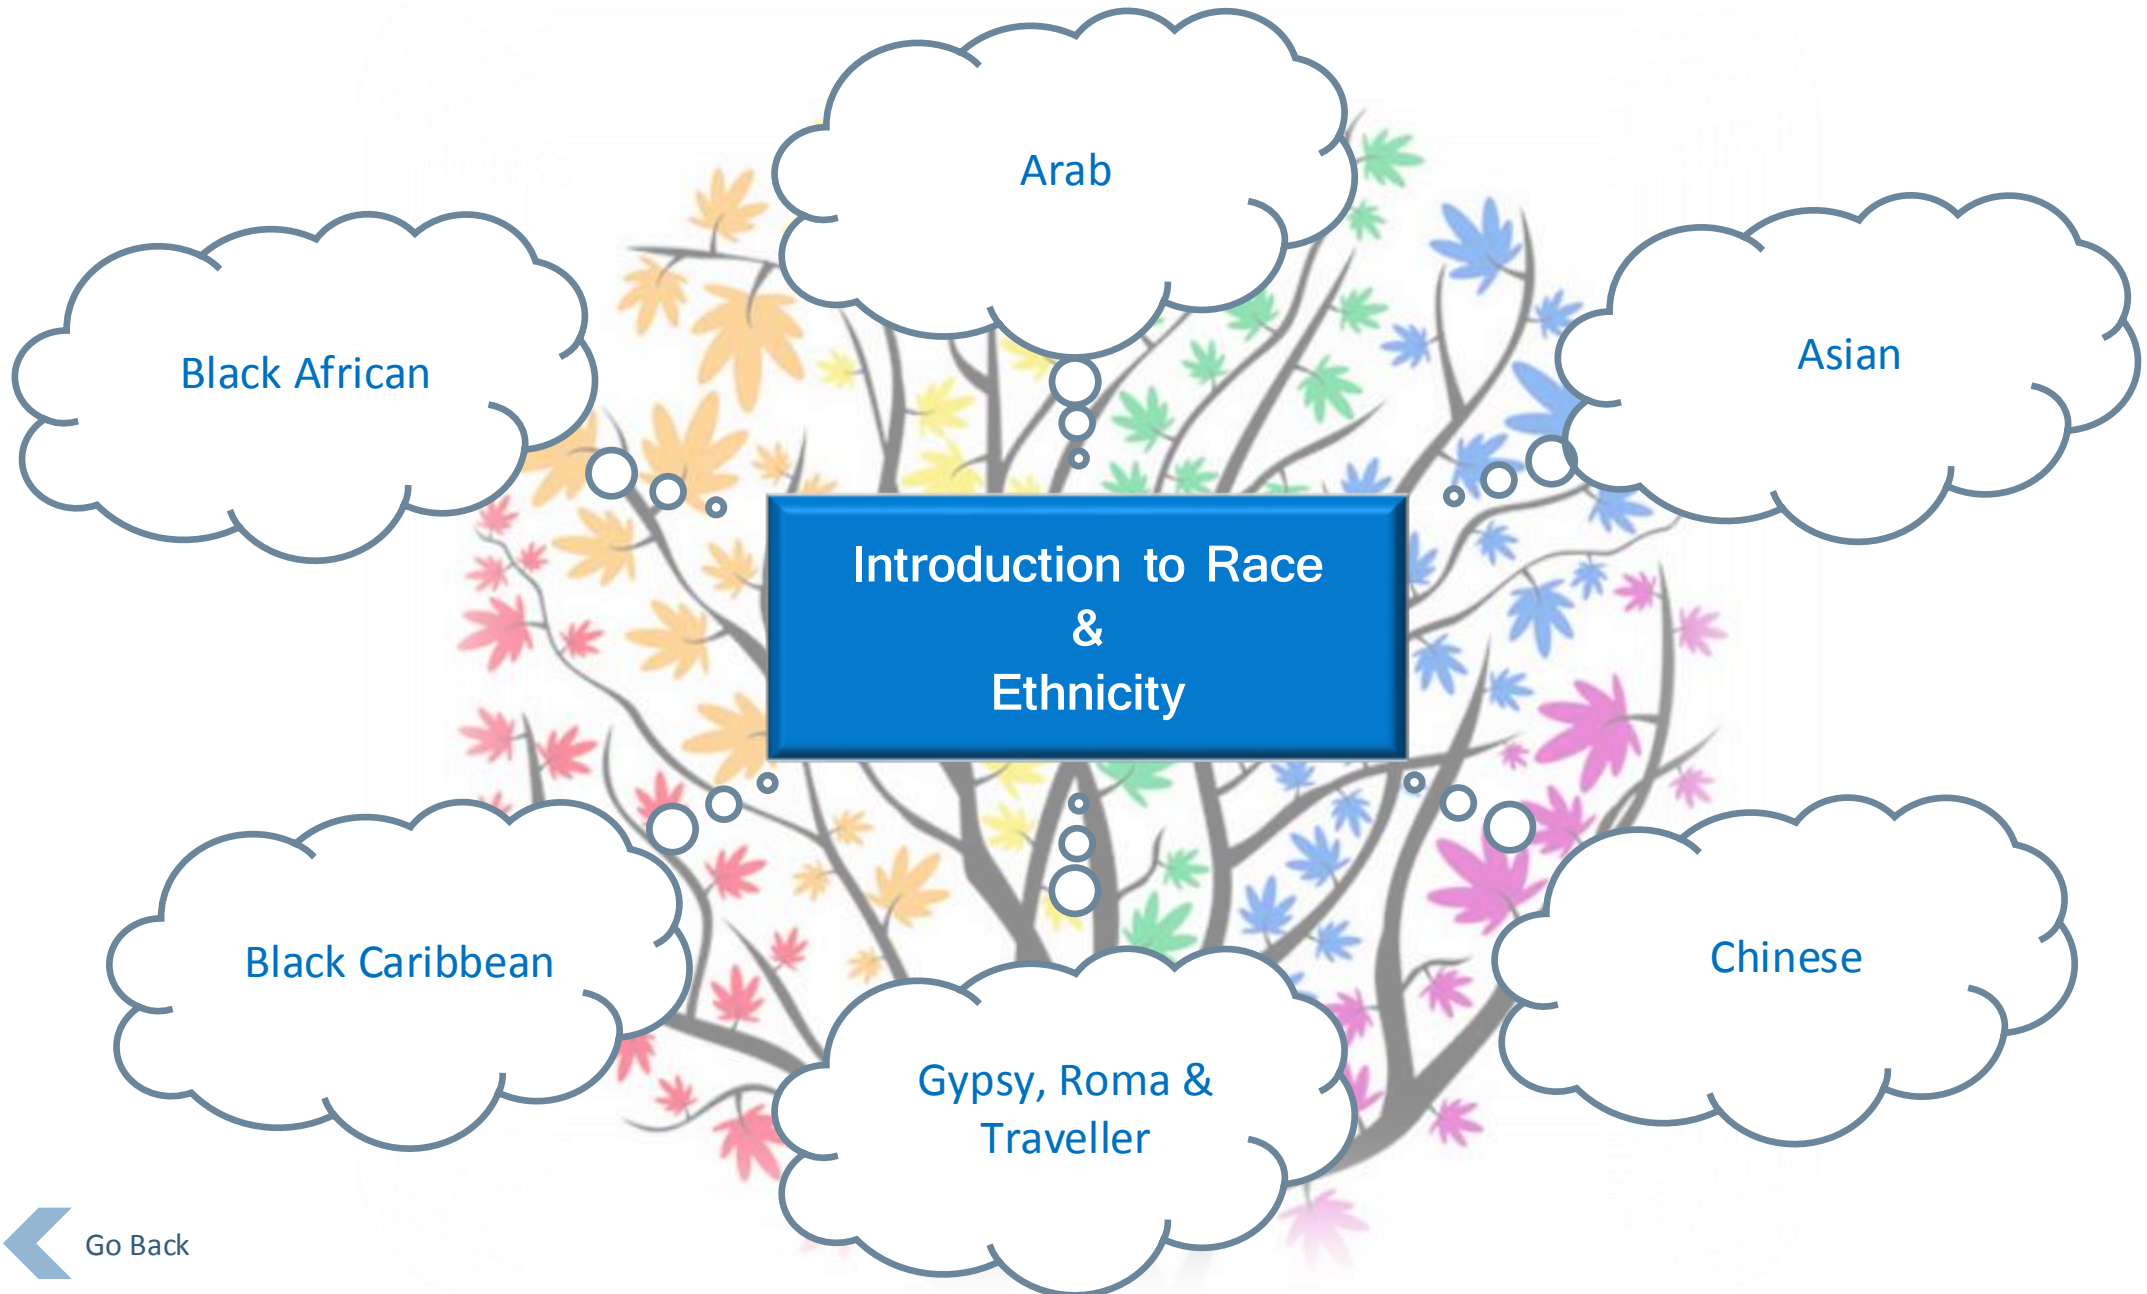 Arab
Black African
Asian
Introduction to Race
&
Ethnicity
Black Caribbean
Chinese
Gypsy, Roma &
Traveller
Go Back